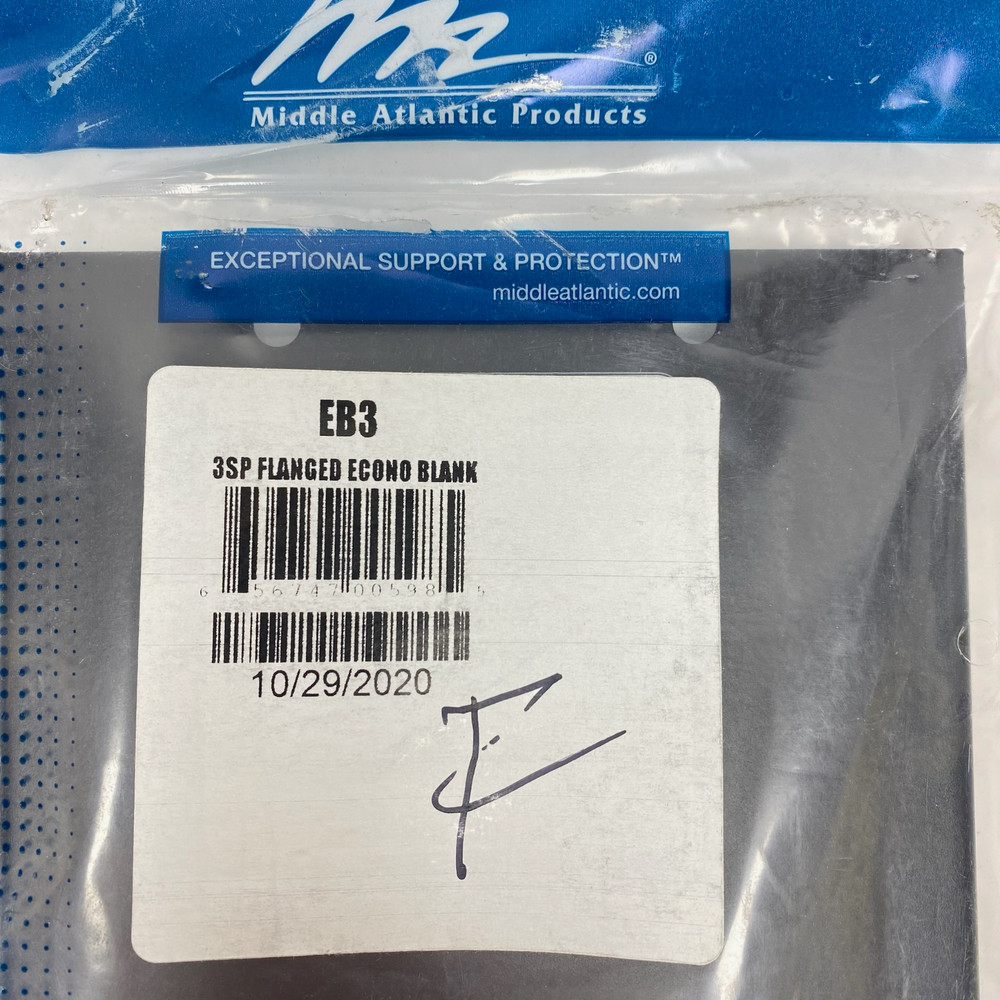 ®
Middle Atlantic Products
EXCEPTIONAL SUPPORT & PROTECTION™
middleatlantic.com
EB3
3SP FLANGED ECONO BLANK
6 56747 00598 5
10/29/2020